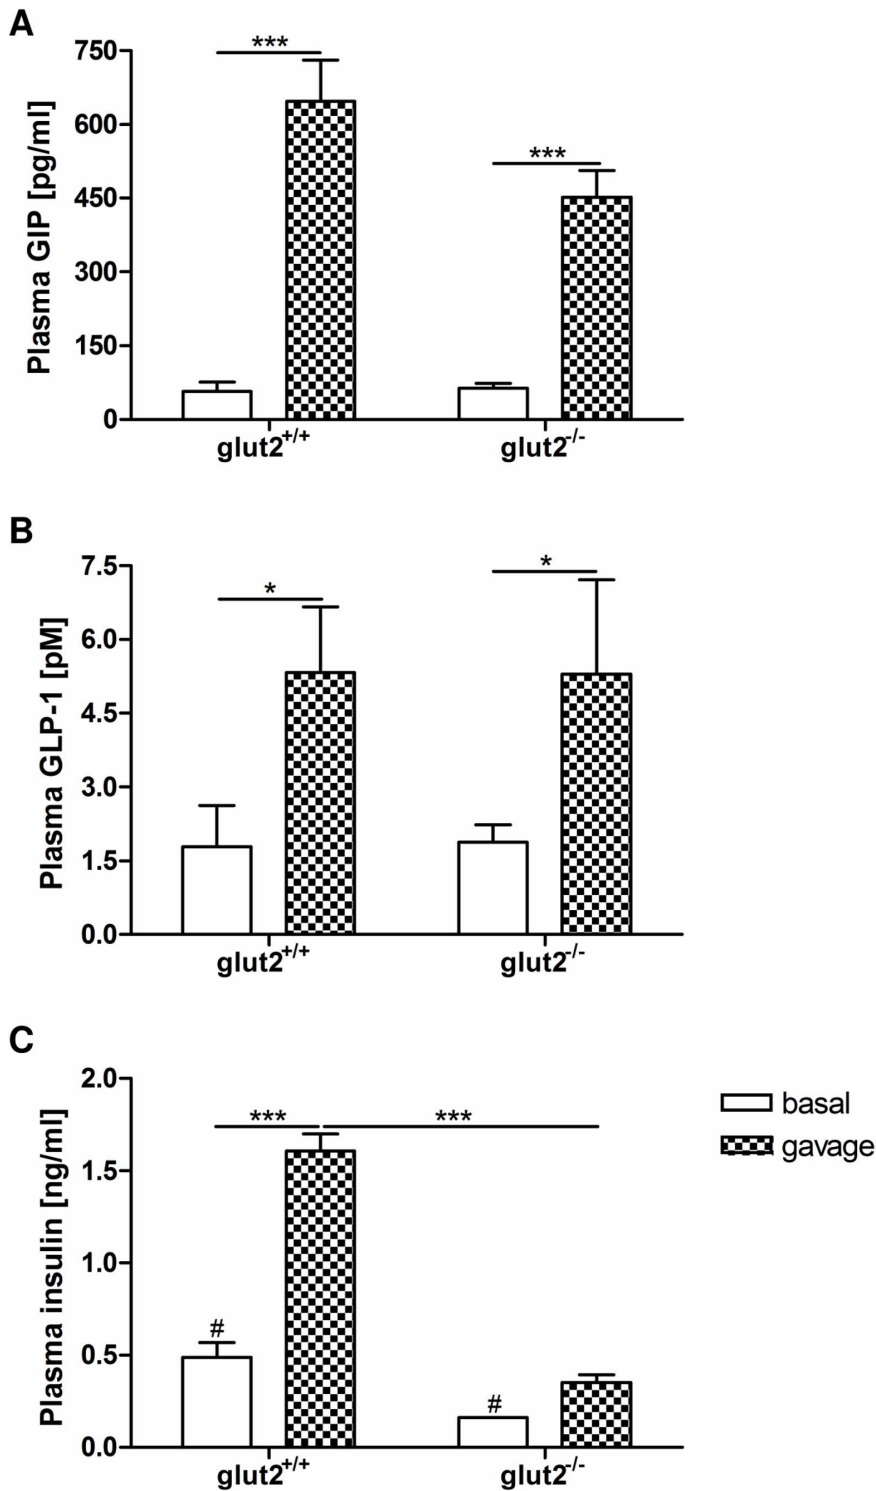 A
Plasma GIP [pg/ml]
750
600
450
300
150
0
***
***
glut2+/+
glut2-/-
B
Plasma GLP-1 [pM]
7.5
6.0
4.5
3.0
1.5
0.0
*
*
glut2+/+
glut2-/-
C
Plasma insulin [ng/ml]
2.0
1.5
1.0
0.5
0.0
***
***
#
#
glut2+/+
glut2-/-
basal
gavage